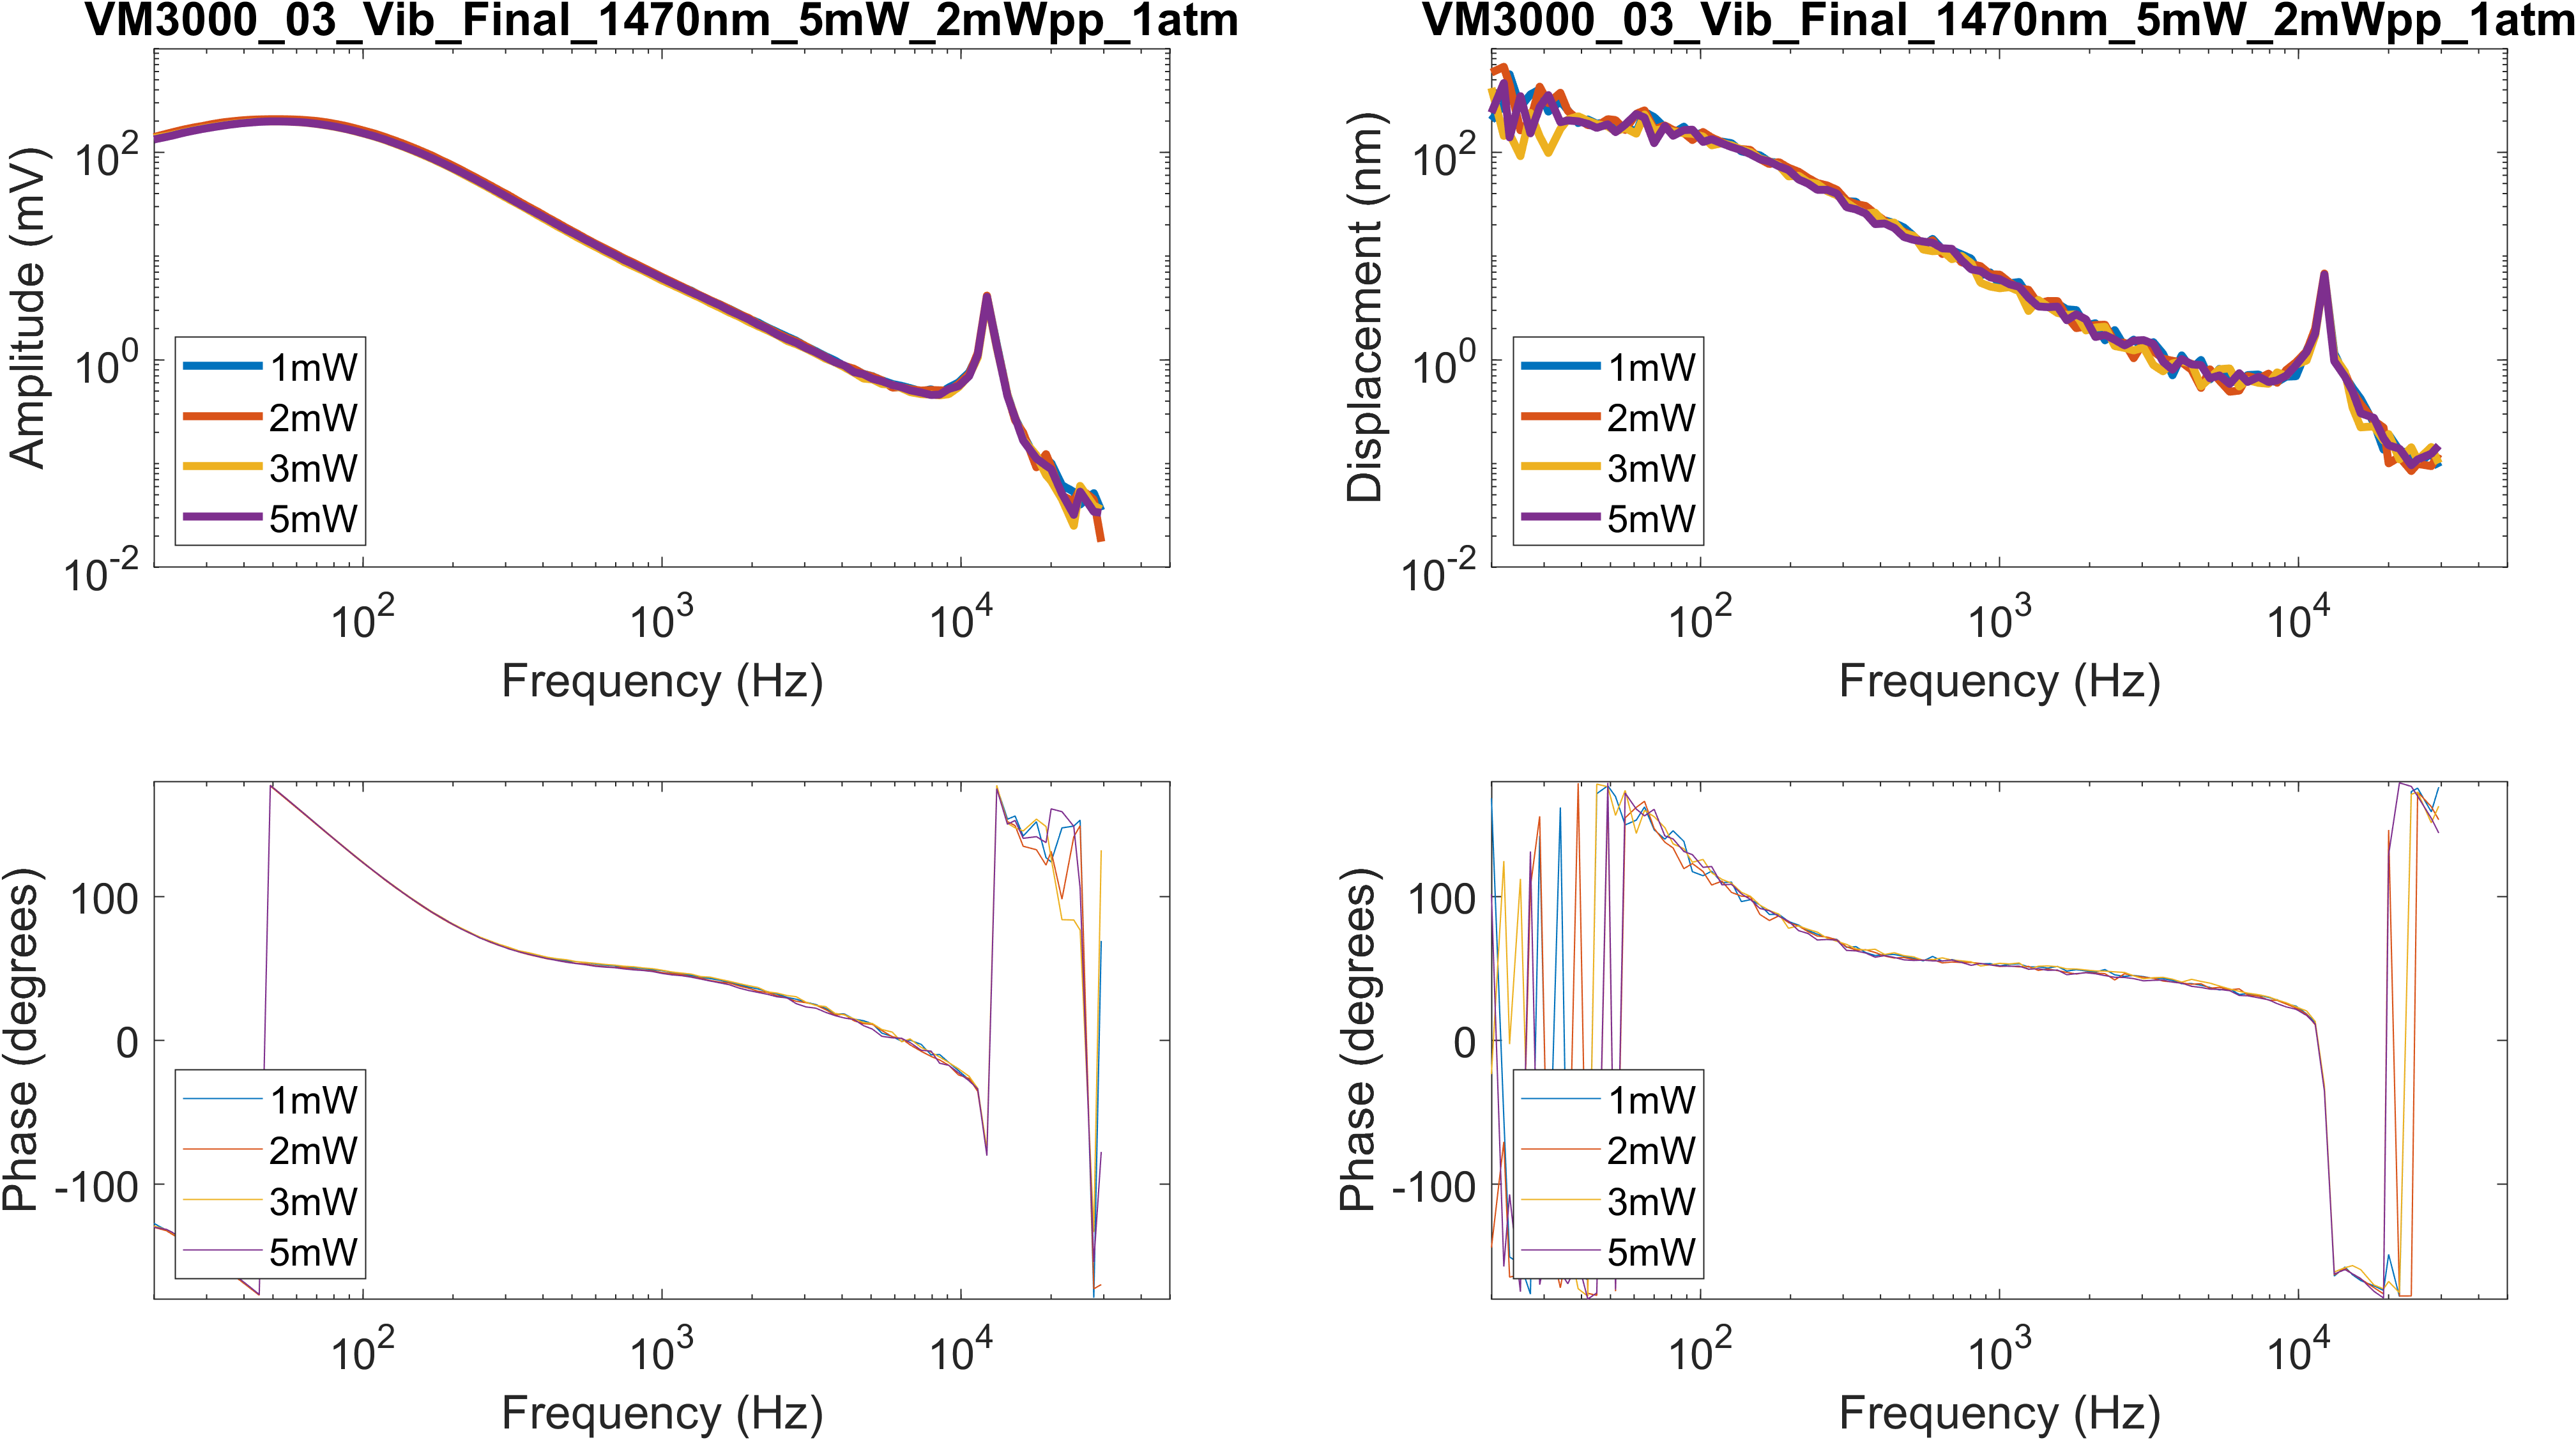 VM3000_03_Vib_Final_1470nm_5mW_2mWpp_1atm
Amplitude (mV)
10^2
10^0
10^-2
1mW
2mW
3mW
5mW
10^2
10^3
10^4
Frequency (Hz)
VM3000_03_Vib_Final_1470nm_5mW_2mWpp_1atm
Displacement (nm)
10^2
10^0
10^-2
1mW
2mW
3mW
5mW
10^2
10^3
10^4
Frequency (Hz)
Phase (degrees)
100
0
-100
1mW
2mW
3mW
5mW
10^2
10^3
10^4
Frequency (Hz)
Phase (degrees)
100
0
-100
1mW
2mW
3mW
5mW
10^2
10^3
10^4
Frequency (Hz)